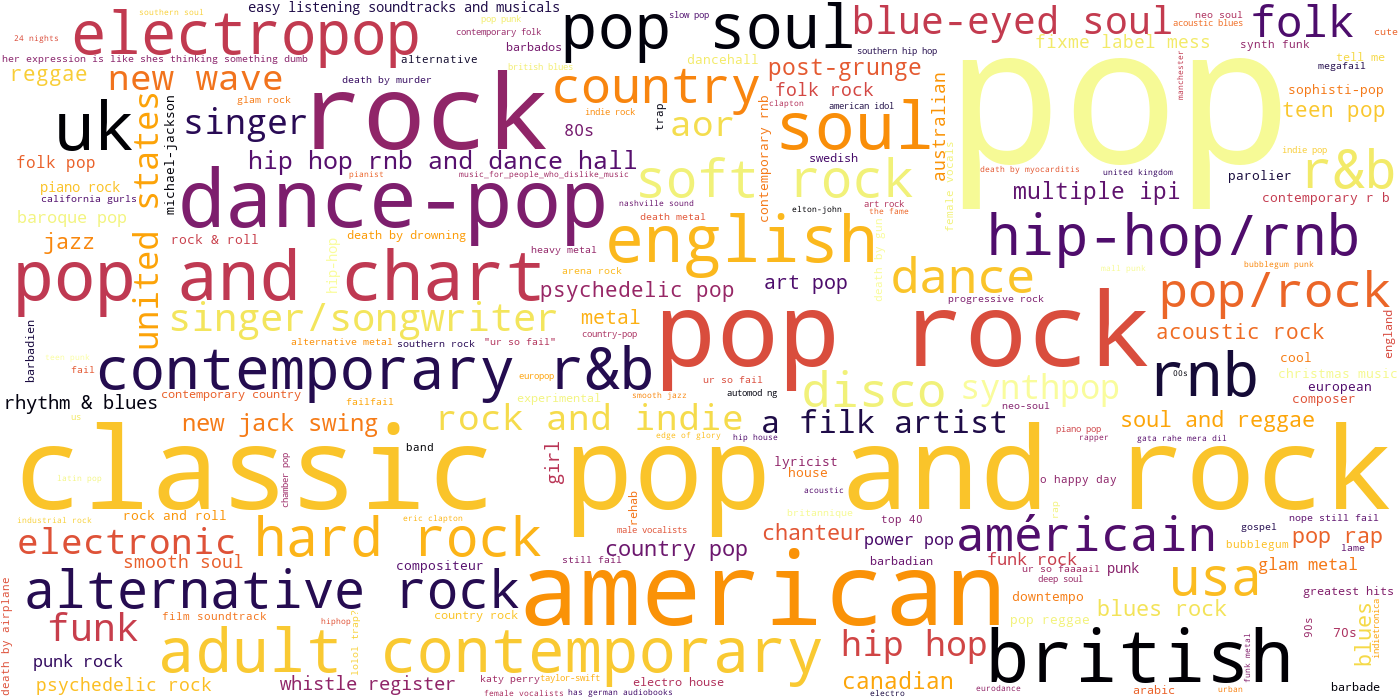 southern soul
easy listening soundtracks and musicals
electropop
pop punk
slow pop
pop soul
blue-eyed soul
neo soul
acoustic blues
folk
24 nights
contemporary folk
barbados
cute
her expression is like shes thinking something dumb
alternative
dancehall
southern hip hop
fixme label mess
synth funk
tell me
megafail
reggae
new wave
british blues
country
post-grunge
pop
manchester
death by murder
folk rock
sophisti-pop
glam rock
rock
indie rock
clapton
american idol
teen pop
uk
united states
michael-jackson
singer
80s
trap
aor
contemporary rnb
soul
australian
folk pop
hip hop rnb and dance hall
swedish
indie pop
r&b
pianist
music_for_people_who_dislike_music
death by myocarditis
united kingdom
parolier
piano rock
california gurls
dance-pop
soft rock
female vocals
multiple ipi
contemporary r b
nashville sound
art rock
the fame
elton-john
baroque pop
death metal
english
death by gun
hip-hop/rnb
jazz
rock & roll
death by drowning
hip-hop
heavy metal
pop and chart
arena rock
art pop
dance
bubblegum punk
psychedelic pop
progressive rock
pop/rock
singer/songwriter
metal
pop rock
acoustic rock
england
barbadien
alternative metal
southern rock
"ur so fail"
country-pop
cool
fail
contemporary r&b
europop
ur so fail
disco
synthpop
rnb
00s
christmas music
european
composer
rhythm & blues
contemporary country
failfail
experimental
smooth jazz
automod ng
neo-soul
us
new jack swing
rock and indie
a filk artist
soul and reggae
edge of glory
hip house
piano pop
rapper
gata rahe mera dil
classic pop and rock
band
chamber pop
girl
lyricist
house
latin pop
o happy day
acoustic
rehab
industrial rock
rock and roll
eric clapton
male vocalists
britannique
top 40
rap
nope still fail
gospel
electronic
hard rock
chanteur
power pop
américain
bubblegum
pop rap
lame
country pop
smooth soul
compositeur
still fail
barbadian
funk rock
ur so faaaail
punk
deep soul
glam metal
death by airplane
alternative rock
american
downtempo
usa
greatest hits
funk
film soundtrack
hiphop
lolol trap?
country rock
pop reggae
blues rock
90s
70s
blues
indietronica
punk rock
adult contemporary
hip hop
british
funk metal
psychedelic rock
whistle register
katy perry
taylor-swift
electro house
canadian
female vocalists
has german audiobooks
electro
eurodance
arabic
urban
barbade